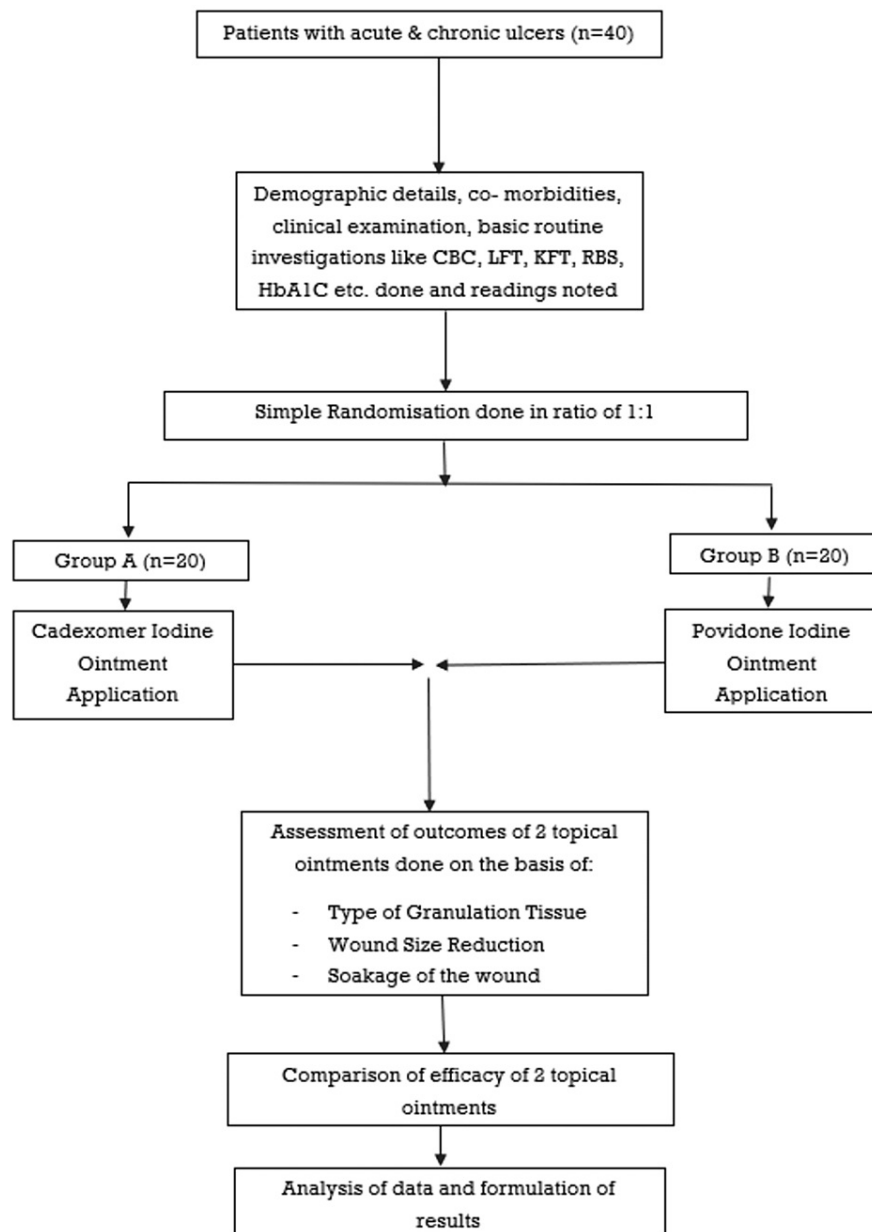 Patients with acute & chronic ulcers (n=40)
Demographic details, co- morbidities,
clinical examination, basic routine
investigations like CBC, LFT, KFT, RBS,
HbA1C etc. done and readings noted
Simple Randomisation done in ratio of 1:1
Group A (n=20)
Group B (n=20)
Cadexomer Iodine
Ointment
Application
Povidone Iodine
Ointment
Application
Assessment of outcomes of 2 topical
ointments done on the basis of:
- Type of Granulation Tissue
- Wound Size Reduction
- Soakage of the wound
Comparison of efficacy of 2 topical
ointments
Analysis of data and formulation of
results